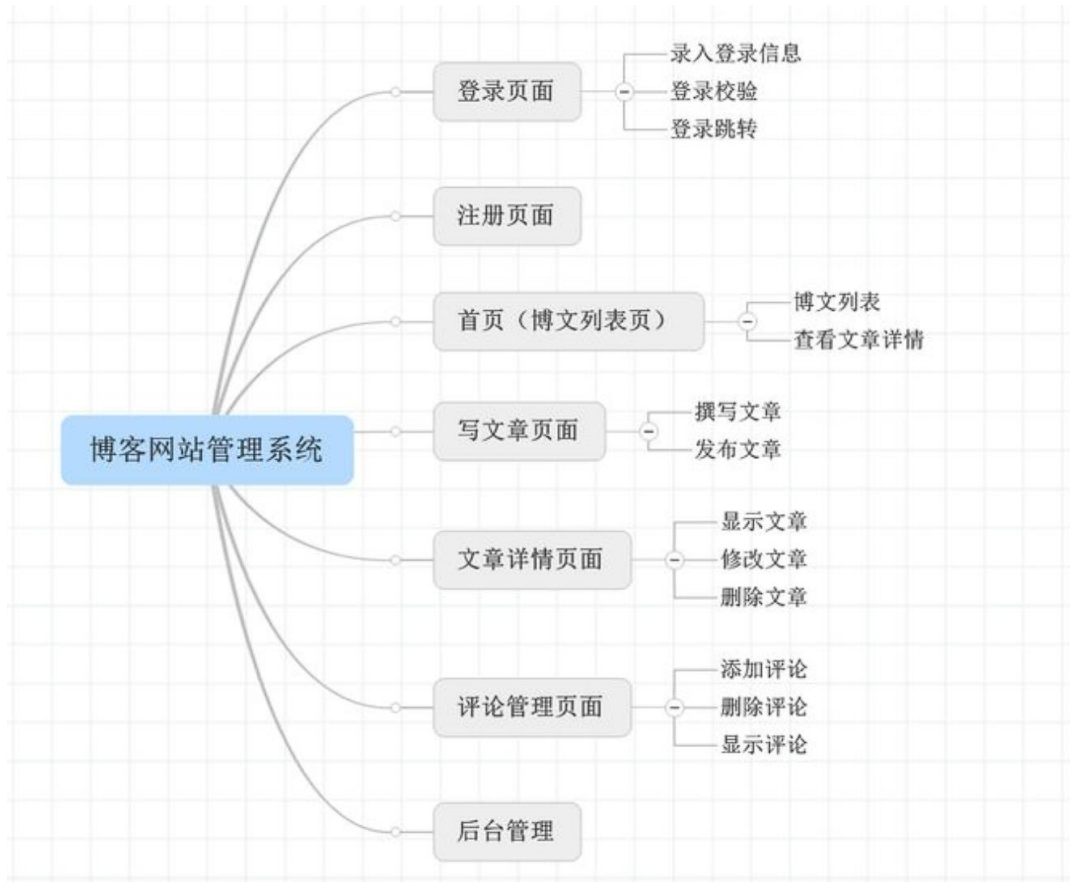 博客网站管理系统
登录页面
录入登录信息
登录校验
登录跳转
注册页面
首页（博文列表页）
博文列表
查看文章详情
写文章页面
撰写文章
发布文章
文章详情页面
显示文章
修改文章
删除文章
评论管理页面
添加评论
删除评论
显示评论
后台管理